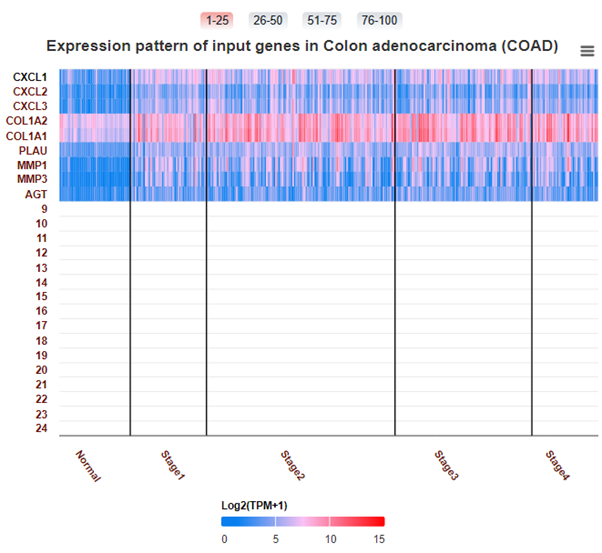 1-25 26-50 51-75 76-100
Expression pattern of input genes in Colon adenocarcinoma (COAD)
CXCL1
CXCL2
CXCL3
COL1A2
COL1A1
PLAU
MMP1
MMP3
AGT
9
10
11
12
13
14
15
16
17
18
19
20
21
22
23
24
Normal Stage1 Stage2 Stage3 Stage4
Log2(TPM+1)
0 5 10 15